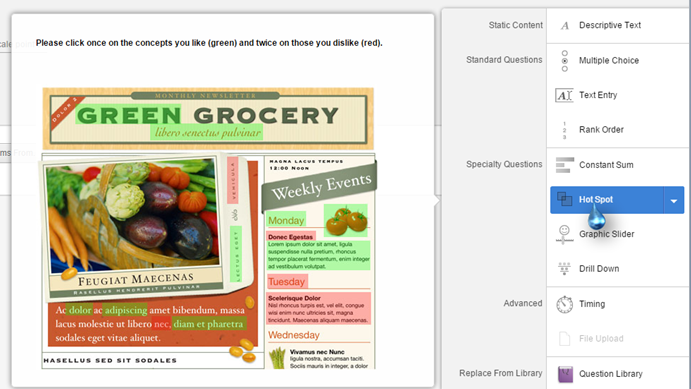 Please click once on the concepts you like (green) and twice on those you dislike (red).
MONTHLY NEWSLETTER
GREEN GROCERY
libero senectus pulvinar
MAGNA LACUS TEMPUS
12:00 Noon
Weekly Events
VEHICULA
LECTUS EGET
Monday
Donec Egestas
Lorem ipsum dolor sit amet, ligula
suspendisse nulla pretium, rhoncus
tempor placerat fermentum, enim integer
ad vestibulum volutpat.
Tuesday
Scelerisque Dolor
Nisl rhoncus turpis est, vel elit, congue
wisi enim nunc ultricies sit, magna
tincidunt. Maecenas aliquam maecenas.
Wednesday
Vivamus nec Nunc
ligula nostra, accumsan taciti.
Sociis mauris in integer, a dolor
FEUGIAT MAECENAS
BASELLUS HENDRERIT PULVINAR
Ac dolor ac adipiscing amet bibendum, massa
lacus molestie ut libero nec, diam et pharetra
sodales eget vitae aliquet.
HASELLUS SED SIT SODALES
Static Content
Descriptive Text
Standard Questions
Multiple Choice
Text Entry
Rank Order
Specialty Questions
Constant Sum
Hot Spot
Graphic Slider
Drill Down
Advanced
Timing
File Upload
Replace From Library
Question Library